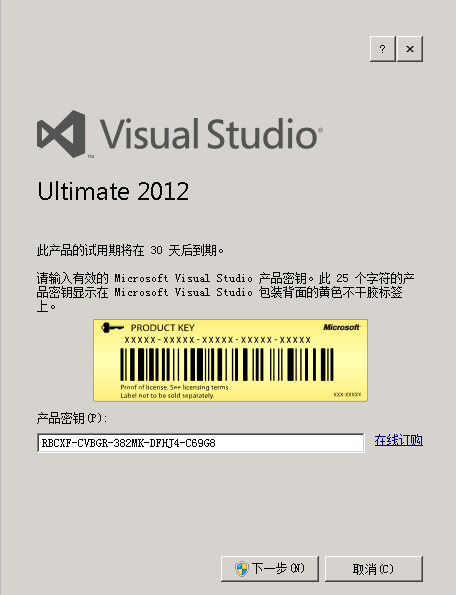 ? ×
Visual Studio®
™
Ultimate 2012
此产品的试用期将在 30 天后到期。
请输入有效的 Microsoft Visual Studio 产品密钥。此 25 个字符的产
品密钥显示在 Microsoft Visual Studio 包装背面的黄色不干胶标签
上。
PRODUCT KEY Microsoft®
XXXXX-XXXXX-XXXXX-XXXXX-XXXXX
Proof of license. See licensing terms.
Label not to be sold separately. XXX-XXXXX
产品密钥(P):
RBCXF-CVBGR-382MK-DFHJ4-C69G8 在线订购
下一步(N) 取消(C)